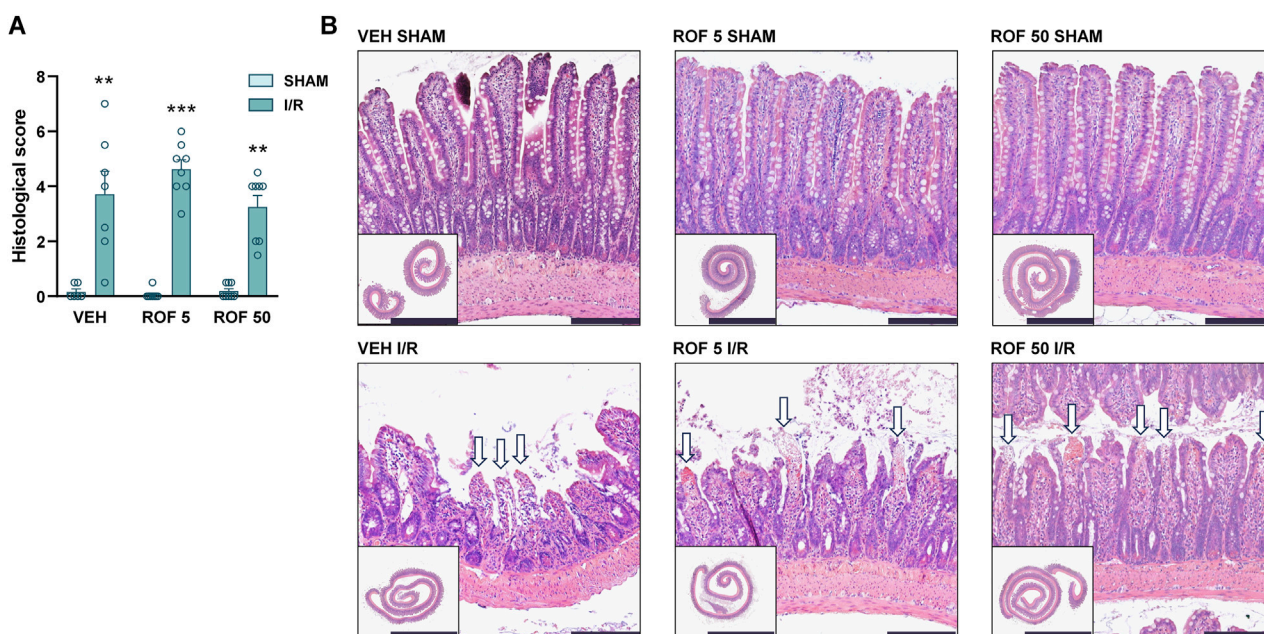 A
Histological score
8
6
4
2
0
**
***
**
SHAM
I/R
VEH
ROF 5
ROF 50
B
VEH SHAM
ROF 5 SHAM
ROF 50 SHAM
VEH I/R
ROF 5 I/R
ROF 50 I/R